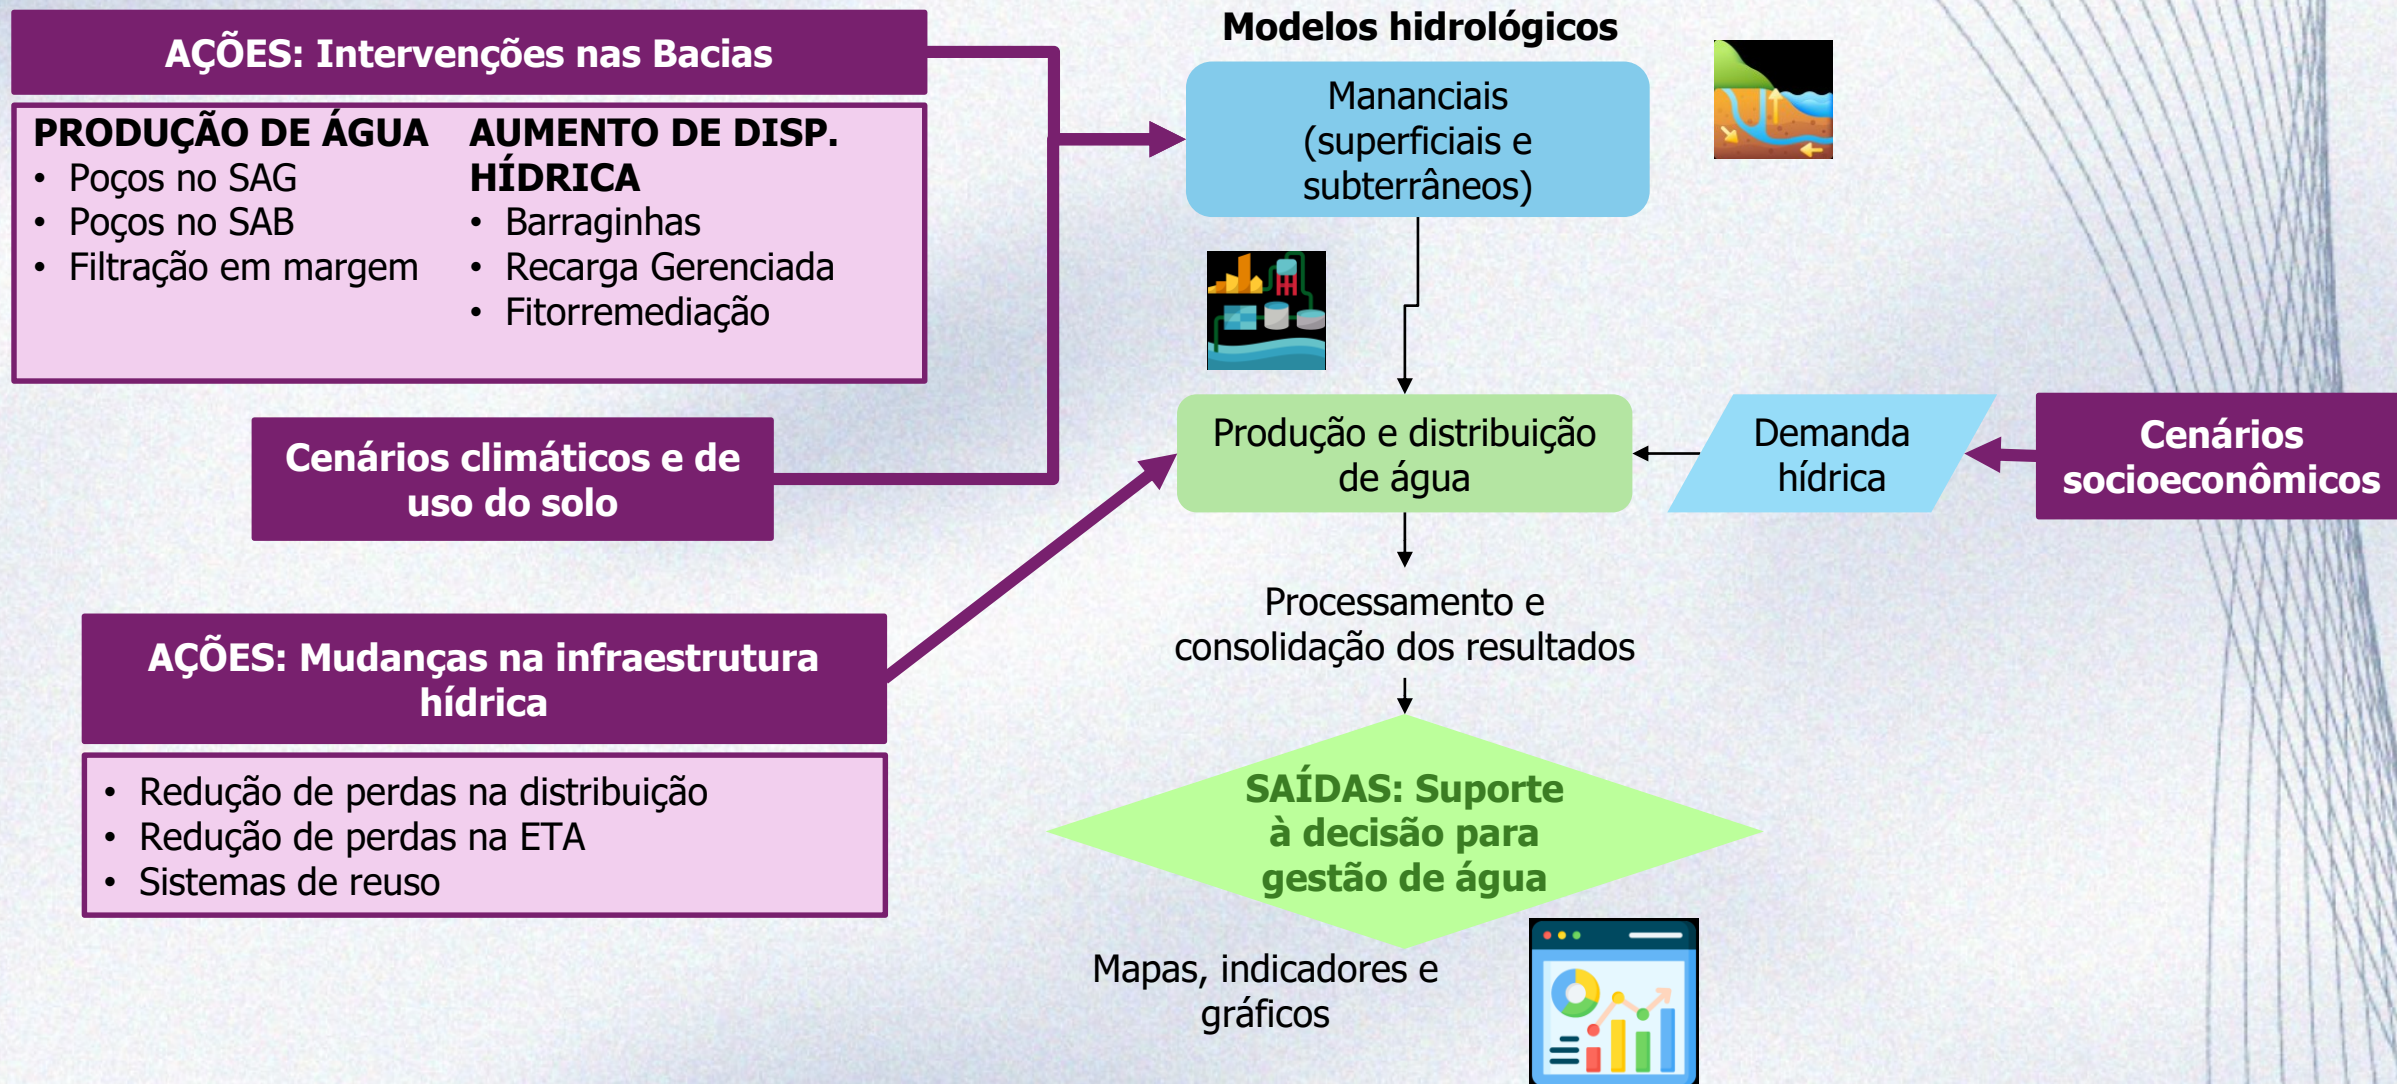 AÇÕES: Intervenções nas Bacias
PRODUÇÃO DE ÁGUA
• Poços no SAG
• Poços no SAB
• Filtração em margem
AUMENTO DE DISP.
HÍDRICA
• Barraginhas
• Recarga Gerenciada
• Fitorremediação
Cenários climáticos e de
uso do solo
AÇÕES: Mudanças na infraestrutura
hídrica
• Redução de perdas na distribuição
• Redução de perdas na ETA
• Sistemas de reuso
Modelos hidrológicos
Mananciais
(superficiais e
subterrâneos)
Produção e distribuição
de água
Demanda
hídrica
Cenários
socioeconômicos
Processamento e
consolidação dos resultados
SAÍDAS: Suporte
à decisão para
gestão de água
Mapas, indicadores e
gráficos